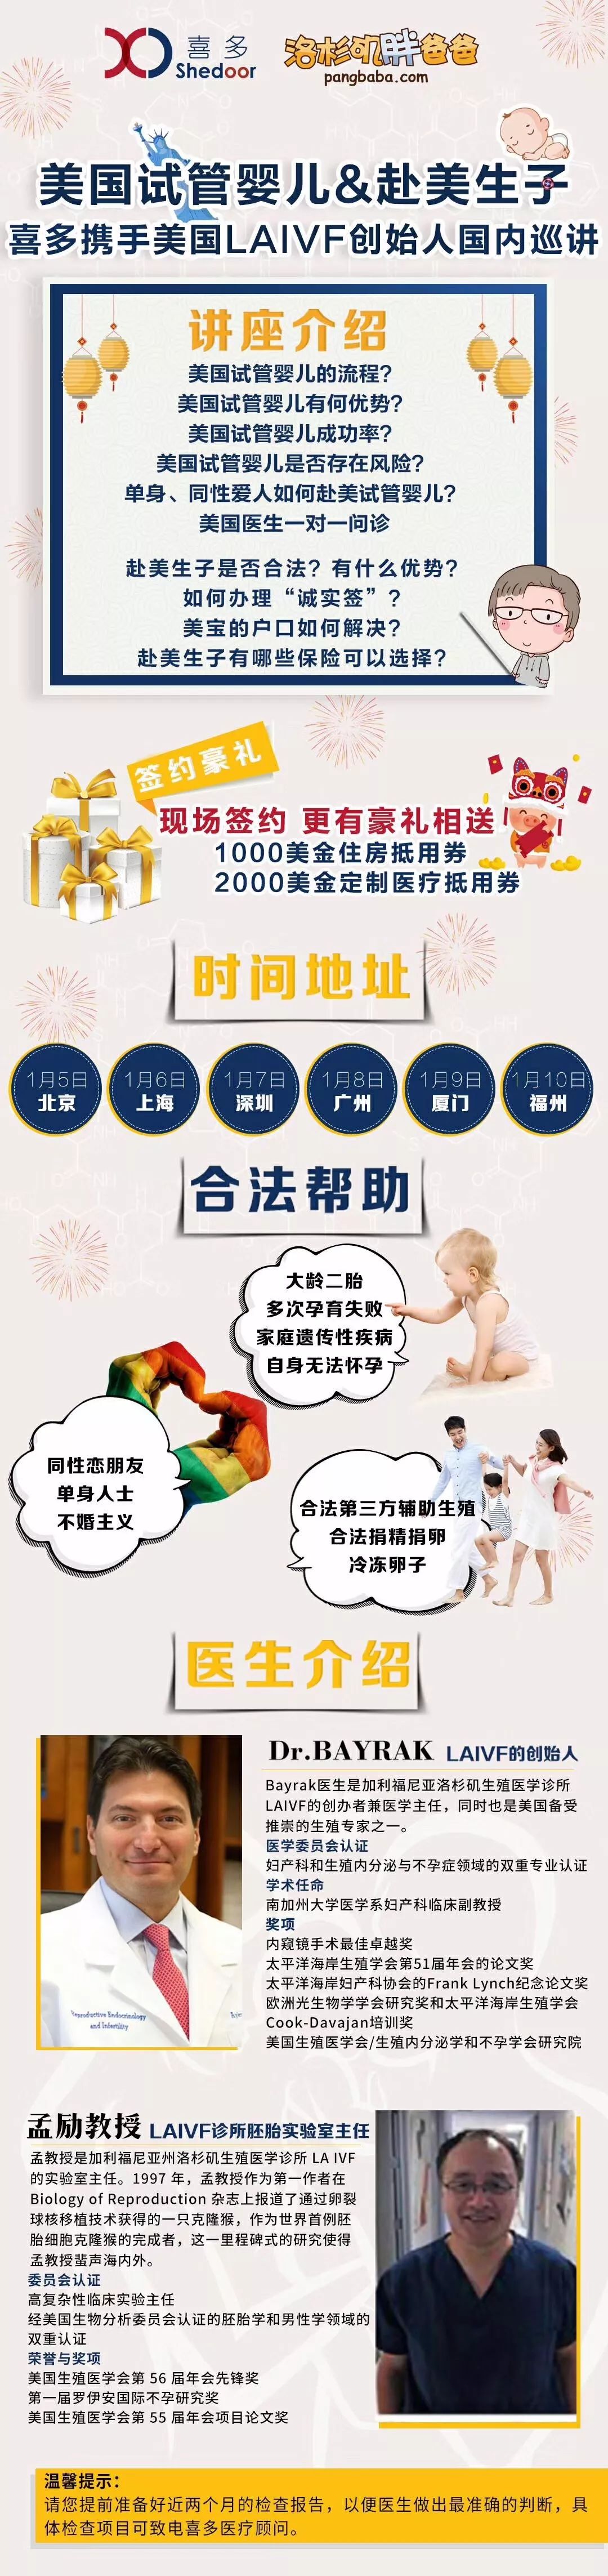 喜多
Shedoor
洛杉矶胖爸爸
pangbaba.com
美国试管婴儿&赴美生子
喜多携手美国LAIVF创始人国内巡讲
讲座介绍
美国试管婴儿的流程?
美国试管婴儿有何优势?
美国试管婴儿成功率?
美国试管婴儿是否存在风险?
单身、同性爱人如何赴美试管婴儿?
美国医生一对一问诊
赴美生子是否合法? 有什么优势?
如何办理“诚实签”?
美宝的户口如何解决?
赴美生子有哪些保险可以选择?
签约豪礼
现场签约 更有豪礼相送
1000美金住房抵用券
2000美金定制医疗抵用券
时间地址
1月5日
北京
1月6日
上海
1月7日
深圳
1月8日
广州
1月9日
厦门
1月10日
福州
合法帮助
大龄二胎
多次孕育失败
家庭遗传性疾病
自身无法怀孕
同性恋朋友
单身人士
不婚主义
合法第三方辅助生殖
合法捐精捐卵
冷冻卵子
医生介绍
Dr.BAYRAK LAIVF的创始人
Bayrak医生是加利福尼亚洛杉矶生殖医学诊所
LAIVF的创办者兼医学主任，同时也是美国备受
推崇的生殖专家之一。
医学委员会认证
妇产科和生殖内分泌与不孕症领域的双重专业认证
学术任命
南加州大学医学系妇产科临床副教授
奖项
内窥镜手术最佳卓越奖
太平洋海岸生殖学会第51届年会的论文奖
太平洋海岸妇产科协会的Frank Lynch纪念论文奖
欧洲光生物学学会研究奖和太平洋海岸生殖学会
Cook-Davajan培训奖
美国生殖医学会/生殖内分泌学和不孕学会研究院
Reproductive Endocrinology
and Infertility
孟励教授 LAIVF诊所胚胎实验室主任
孟教授是加利福尼亚州洛杉矶生殖医学诊所 LA IVF
的实验室主任。1997 年，孟教授作为第一作者在
Biology of Reproduction 杂志上报道了通过卵裂
球核移植技术获得的一只克隆猴，作为世界首例胚
胎细胞克隆猴的完成者，这一里程碑式的研究使得
孟教授蜚声海内外。
委员会认证
高复杂性临床实验主任
经美国生物分析委员会认证的胚胎学和男性学领域的
双重认证
荣誉与奖项
美国生殖医学会第 56 届年会先锋奖
第一届罗伊安国际不孕研究奖
美国生殖医学会第 55 届年会项目论文奖
温馨提示：
请您提前准备好近两个月的检查报告，以便医生做出最准确的判断，具
体检查项目可致电喜多医疗顾问。